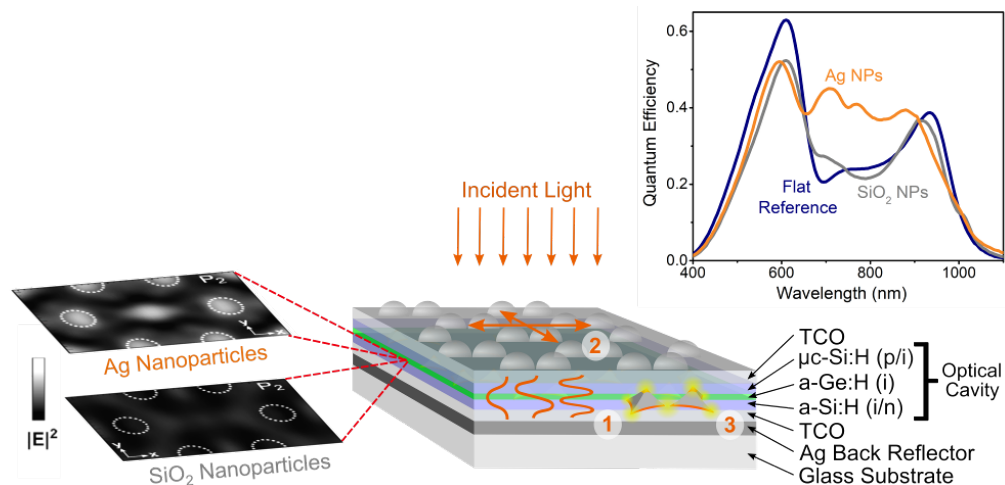 0.6
0.4
0.2
0.0
Quantum Efficiency
Ag NPs
Flat
Reference
SiO₂ NPs
400
600
800
1000
Wavelength (nm)
Incident Light
P₂
y
x
Ag Nanoparticles
|E|²
P₂
y
x
SiO₂ Nanoparticles
1
2
3
TCO
µc-Si:H (p/i)
a-Ge:H (i)
a-Si:H (i/n)
TCO
Ag Back Reflector
Glass Substrate
Optical
Cavity